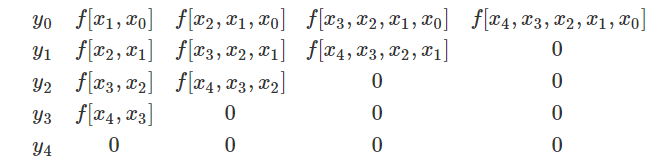 y₀ f[x₁, x₀] f[x₂, x₁, x₀] f[x₃, x₂, x₁, x₀] f[x₄, x₃, x₂, x₁, x₀]
y₁ f[x₂, x₁] f[x₃, x₂, x₁] f[x₄, x₃, x₂, x₁] 0
y₂ f[x₃, x₂] f[x₄, x₃, x₂] 0 0
y₃ f[x₄, x₃] 0 0 0
y₄ 0 0 0 0